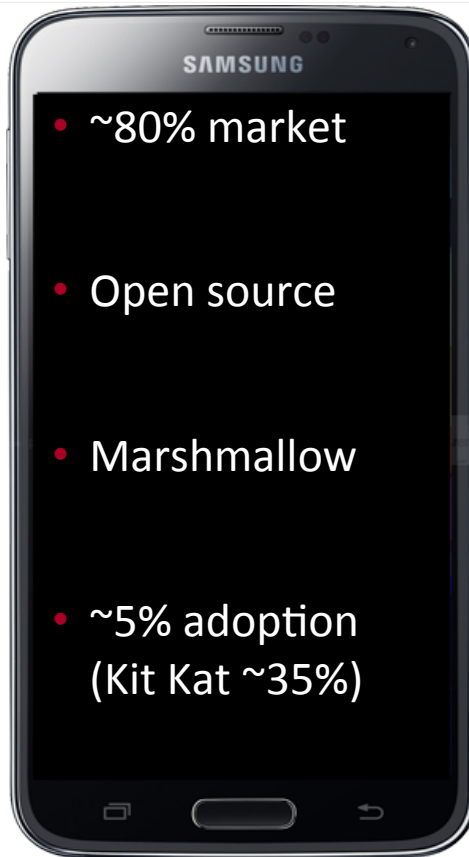 SAMSUNG
• ~80% market
• Open source
• Marshmallow
• ~5% adoption
(Kit Kat ~35%)